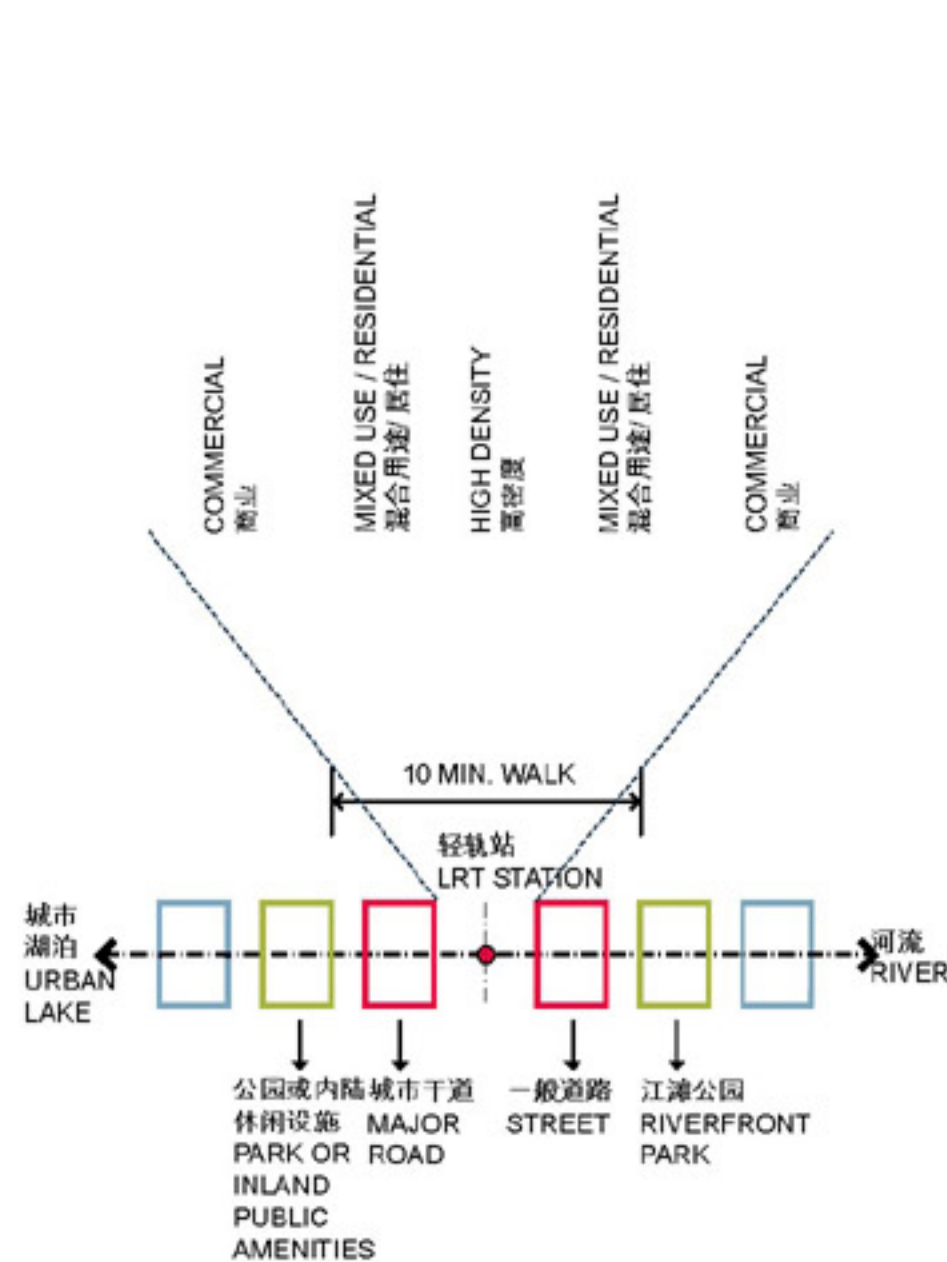 COMMERCIAL
商业
MIXED USE / RESIDENTIAL
混合用途/ 居住
HIGH DENSITY
高密度
MIXED USE / RESIDENTIAL
混合用途/ 居住
COMMERCIAL
商业
10 MIN. WALK
轻轨站
LRT STATION
城市
湖泊
URBAN
LAKE
河流
RIVER
公园或内陆
休闲设施
PARK OR
INLAND
PUBLIC
AMENITIES
城市干道
MAJOR
ROAD
一般道路
STREET
江滩公园
RIVERFRONT
PARK